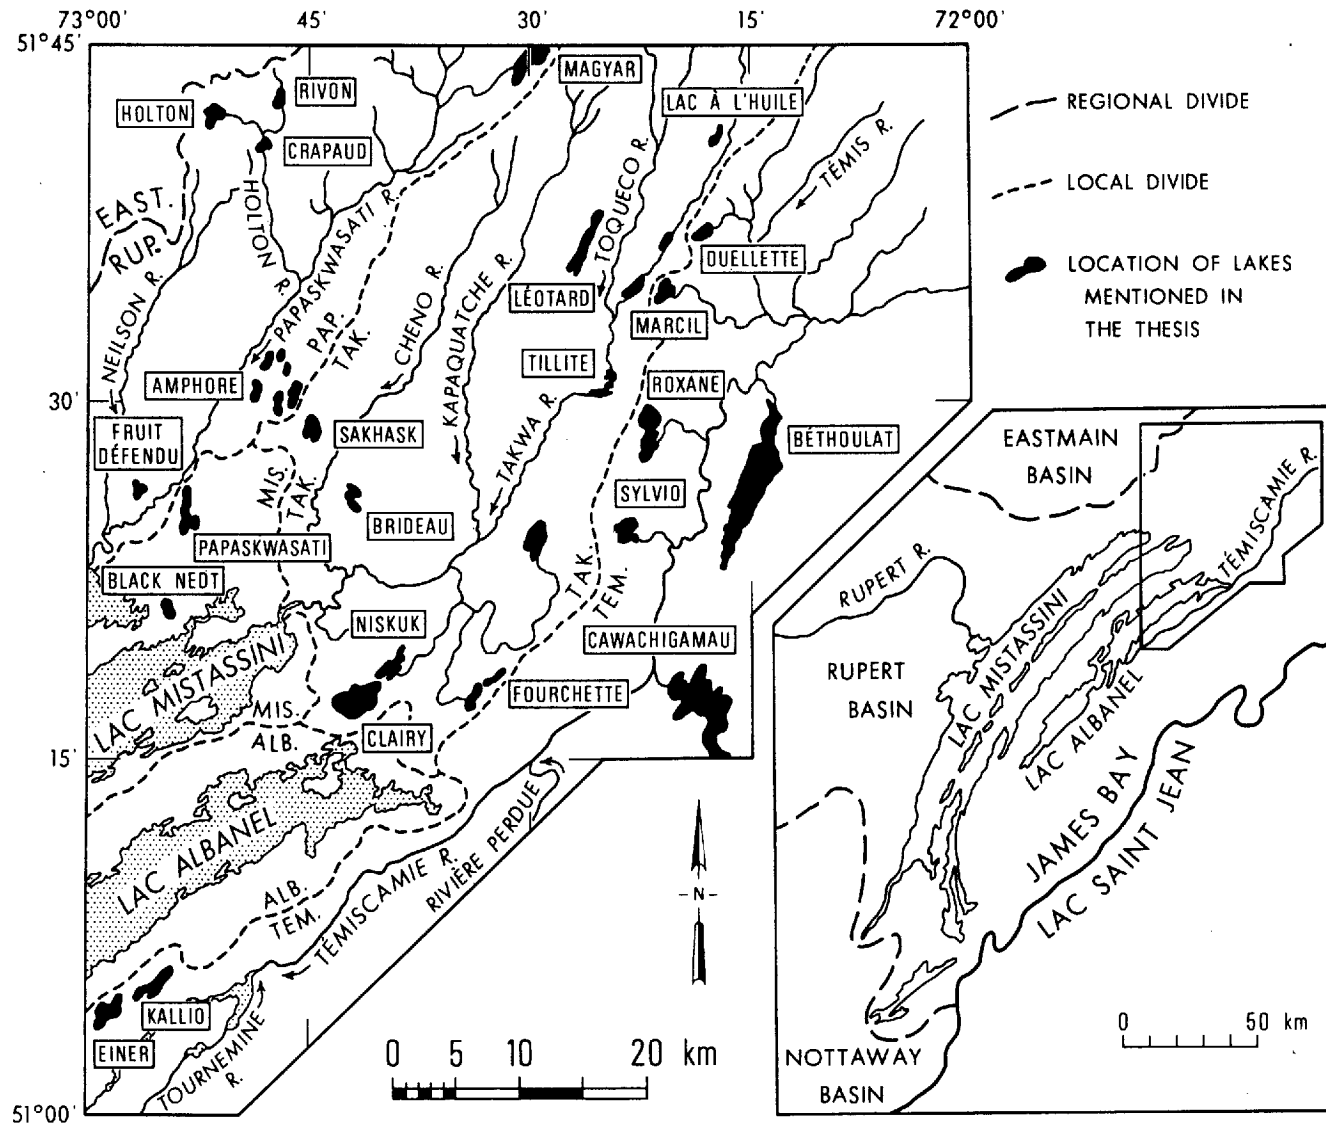 73°00' 45' 30' 15' 72°00'
51°45'
MAGYAR
RIVON
LAC À L'HUILE
HOLTON
CRAPAUD
TÉMIS R.
HOLTON R.
TOQUECO R.
PAPASKWASATI R.
EAST.
RUP.
OUELLETTE
NEILSON R.
CHENO R.
KAPAQUATCHE R.
LÉOTARD
MARCIL
PAP.
TAK.
TILLITE
AMPHORE
ROXANE
30'
FRUIT
DÉFENDU
SAKHASK
TAKWA R.
BÉTHOULAT
MIS.
TAK.
SYLVIO
BRIDEAU
PAPASKWASATI
BLACK NEDT
TAK.
TEM.
NISKUK
CAWACHIGAMAU
LAC MISTASSINI
FOURCHETTE
MIS.
ALB.
CLAIRY
15'
LAC ALBANEL
RIVIÈRE PERDUE
ALB.
TEM.
TÉMISCAMIE R.
KALLIO
EINER
TOURNEMINE
R.
51°00'
0 5 10 20 km
N
REGIONAL DIVIDE
LOCAL DIVIDE
LOCATION OF LAKES
MENTIONED IN
THE THESIS
EASTMAIN
BASIN
TÉMISCAMIE R.
RUPERT R.
RUPERT
BASIN
LAC MISTASSINI
LAC ALBANEL
JAMES BAY
LAC SAINT JEAN
0 50 km
NOTTAWAY
BASIN